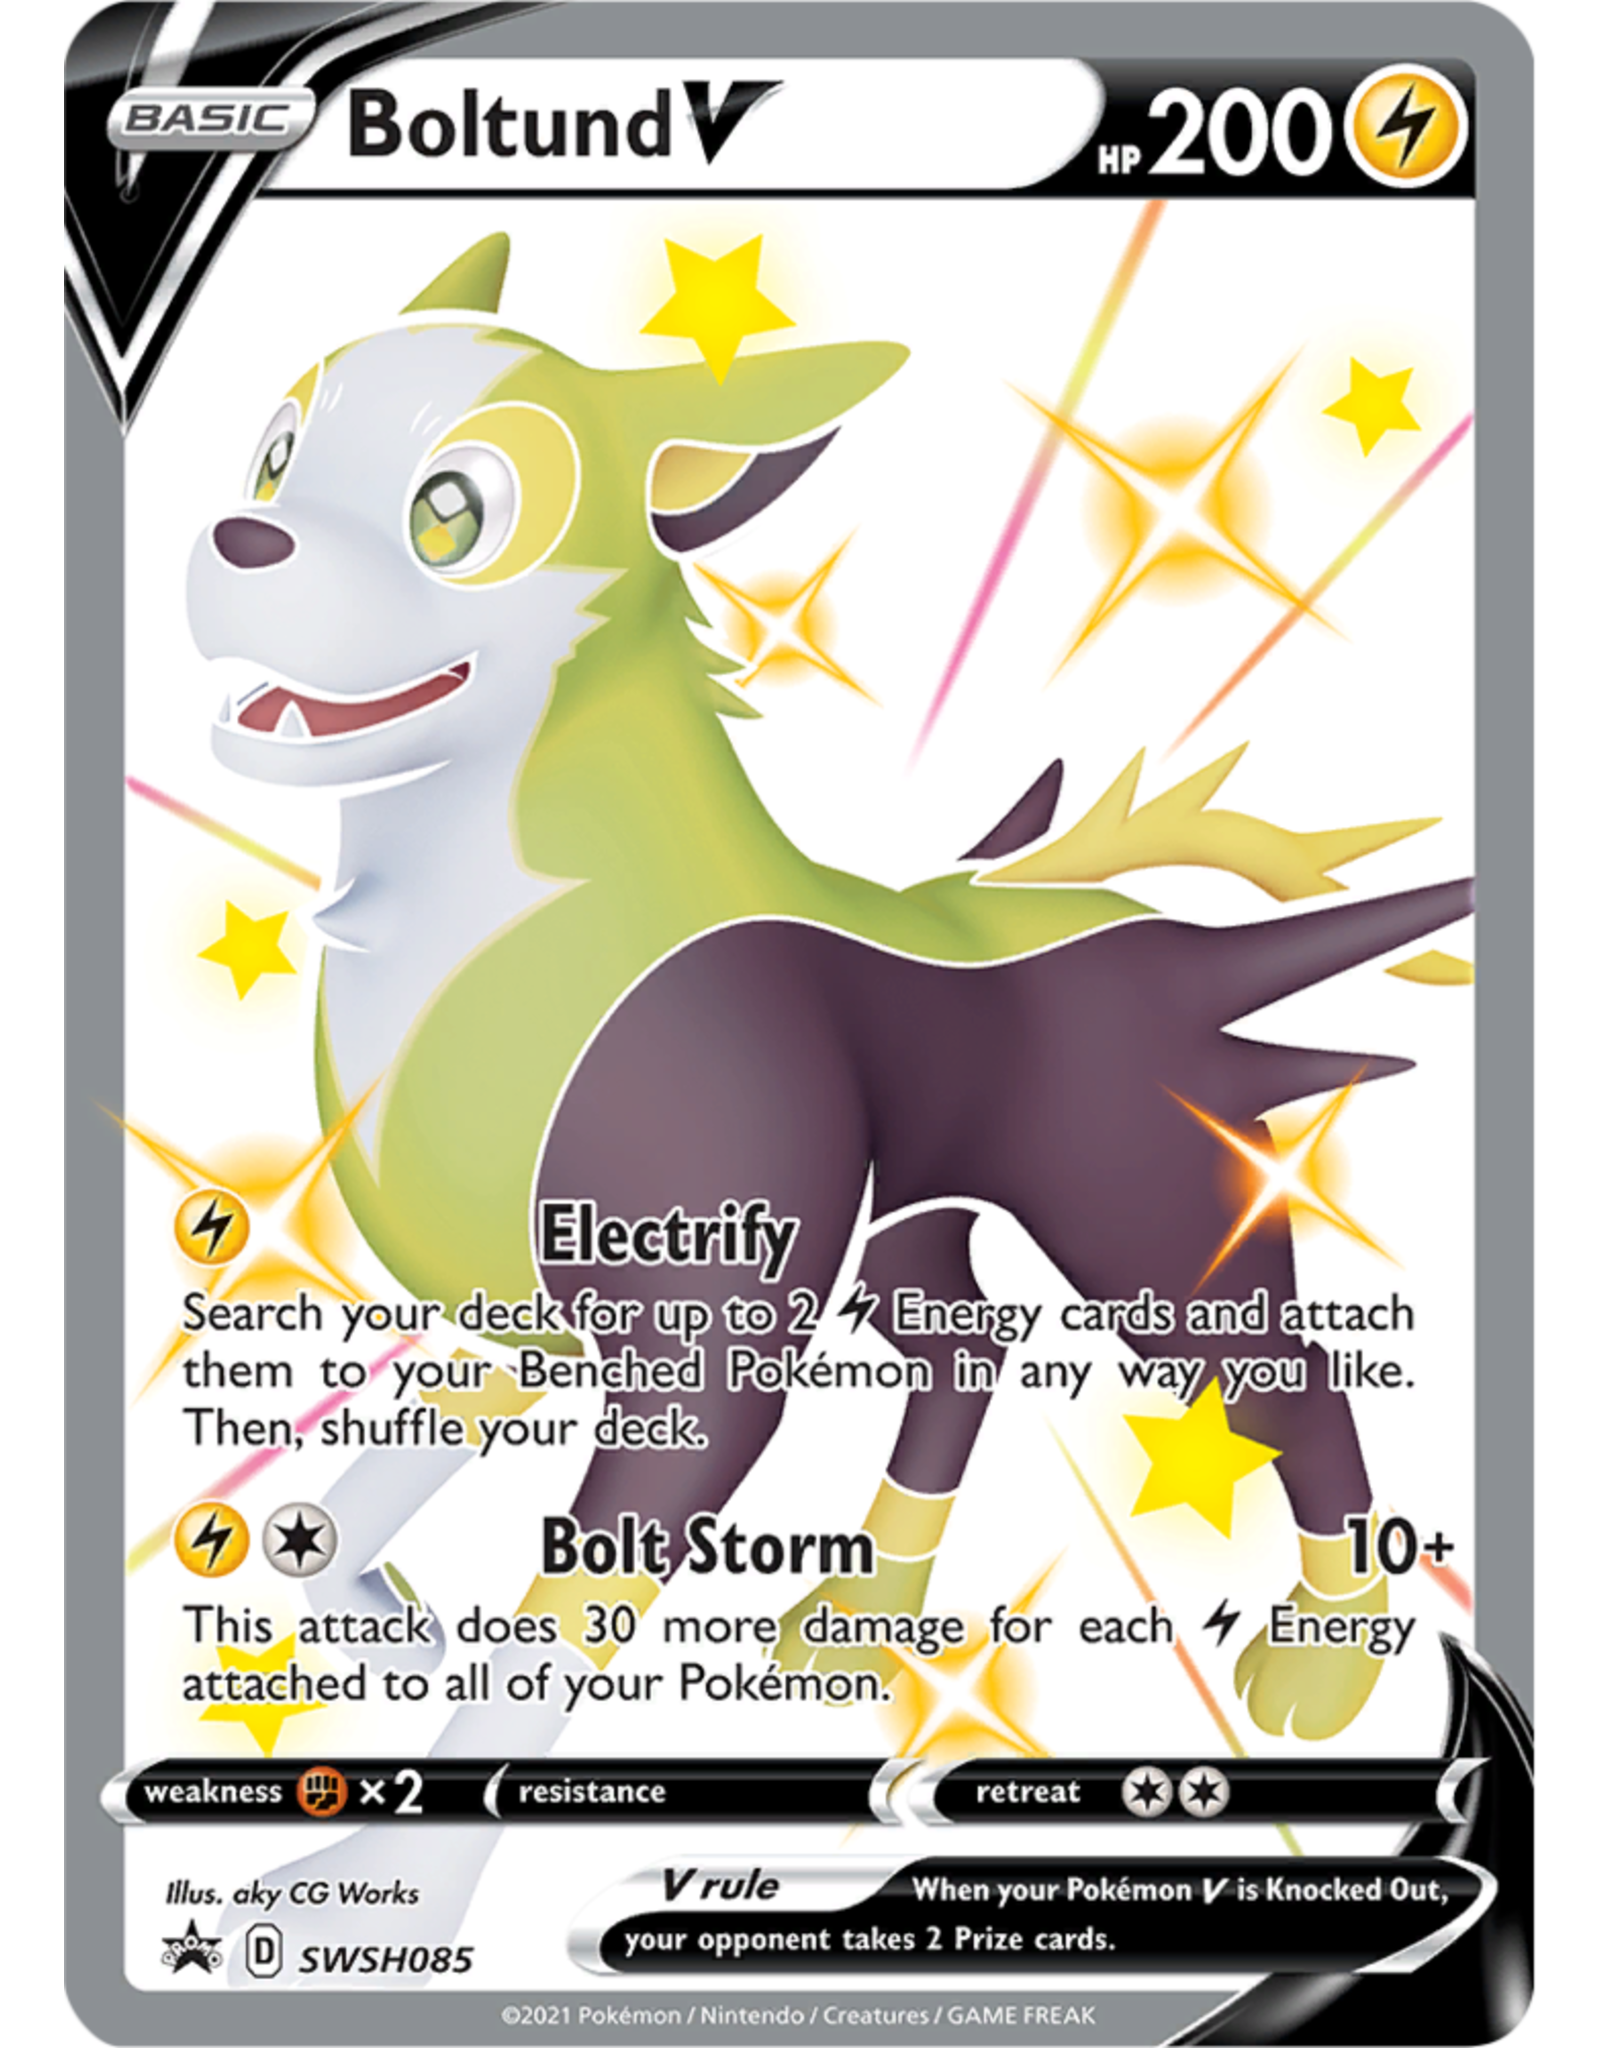 BASIC Boltund V HP 200
Electrify
Search your deck for up to 2 Energy cards and attach
them to your Benched Pokémon in any way you like.
Then, shuffle your deck.
Bolt Storm 10+
This attack does 30 more damage for each Energy
attached to all of your Pokémon.
weakness ×2 resistance retreat
Illus. aky CG Works
V rule When your Pokémon V is Knocked Out,
your opponent takes 2 Prize cards.
PROMO D SWSH085
©2021 Pokémon / Nintendo / Creatures / GAME FREAK